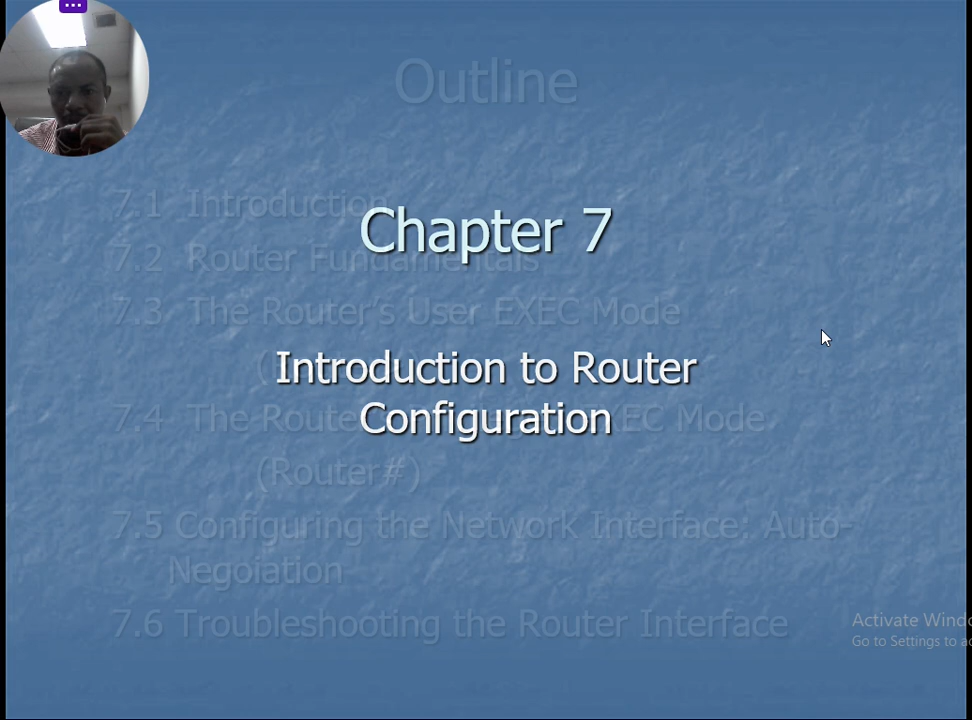 Outline
7.1 Introduction
Chapter 7
7.2 Router Fundamentals
7.3 The Router's User EXEC Mode
Introduction to Router
7.4 The Route EXEC Mode
Configuration
(Router#)
7.5 Configuring the Network Interface: Auto-
Negoiation
7.6 Troubleshooting the Router Interface
Activate Windo
Go to Settings to a